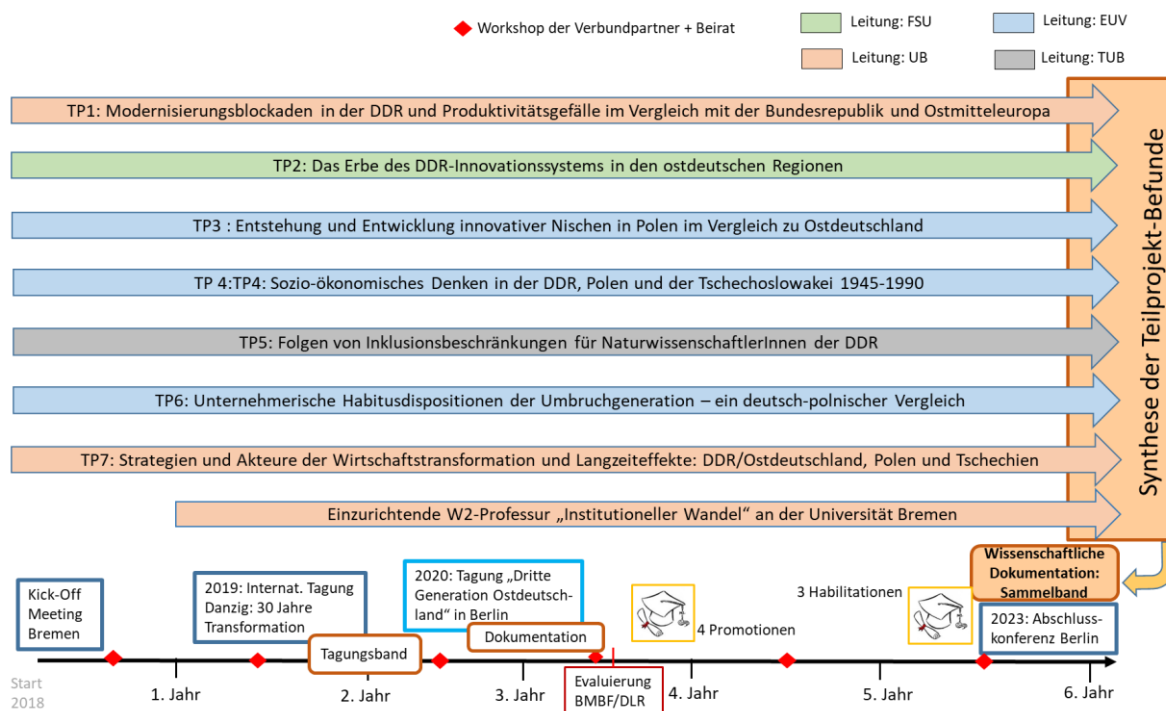 Workshop der Verbundpartner + Beirat
Leitung: FSU
Leitung: EUV
Leitung: UB
Leitung: TUB
TP1: Modernisierungsblockaden in der DDR und Produktivitätsgefälle im Vergleich mit der Bundesrepublik und Ostmitteleuropa
TP2: Das Erbe des DDR-Innovationssystems in den ostdeutschen Regionen
TP3 : Entstehung und Entwicklung innovativer Nischen in Polen im Vergleich zu Ostdeutschland
TP 4:TP4: Sozio-ökonomisches Denken in der DDR, Polen und der Tschechoslowakei 1945-1990
TP5: Folgen von Inklusionsbeschränkungen für NaturwissenschaftlerInnen der DDR
TP6: Unternehmerische Habitusdispositionen der Umbruchgeneration – ein deutsch-polnischer Vergleich
TP7: Strategien und Akteure der Wirtschaftstransformation und Langzeiteffekte: DDR/Ostdeutschland, Polen und Tschechien
Einzurichtende W2-Professur „Institutioneller Wandel“ an der Universität Bremen
Synthese der Teilprojekt-Befunde
Kick-Off
Meeting
Bremen
2019: Internat. Tagung
Danzig: 30 Jahre
Transformation
Tagungsband
2020: Tagung „Dritte
Generation Ostdeutsch-
land“ in Berlin
Dokumentation
4 Promotionen
3 Habilitationen
Wissenschaftliche
Dokumentation:
Sammelband
2023: Abschluss-
konferenz Berlin
Start
2018
1. Jahr
2. Jahr
3. Jahr
Evaluierung
BMBF/DLR
4. Jahr
5. Jahr
6. Jahr